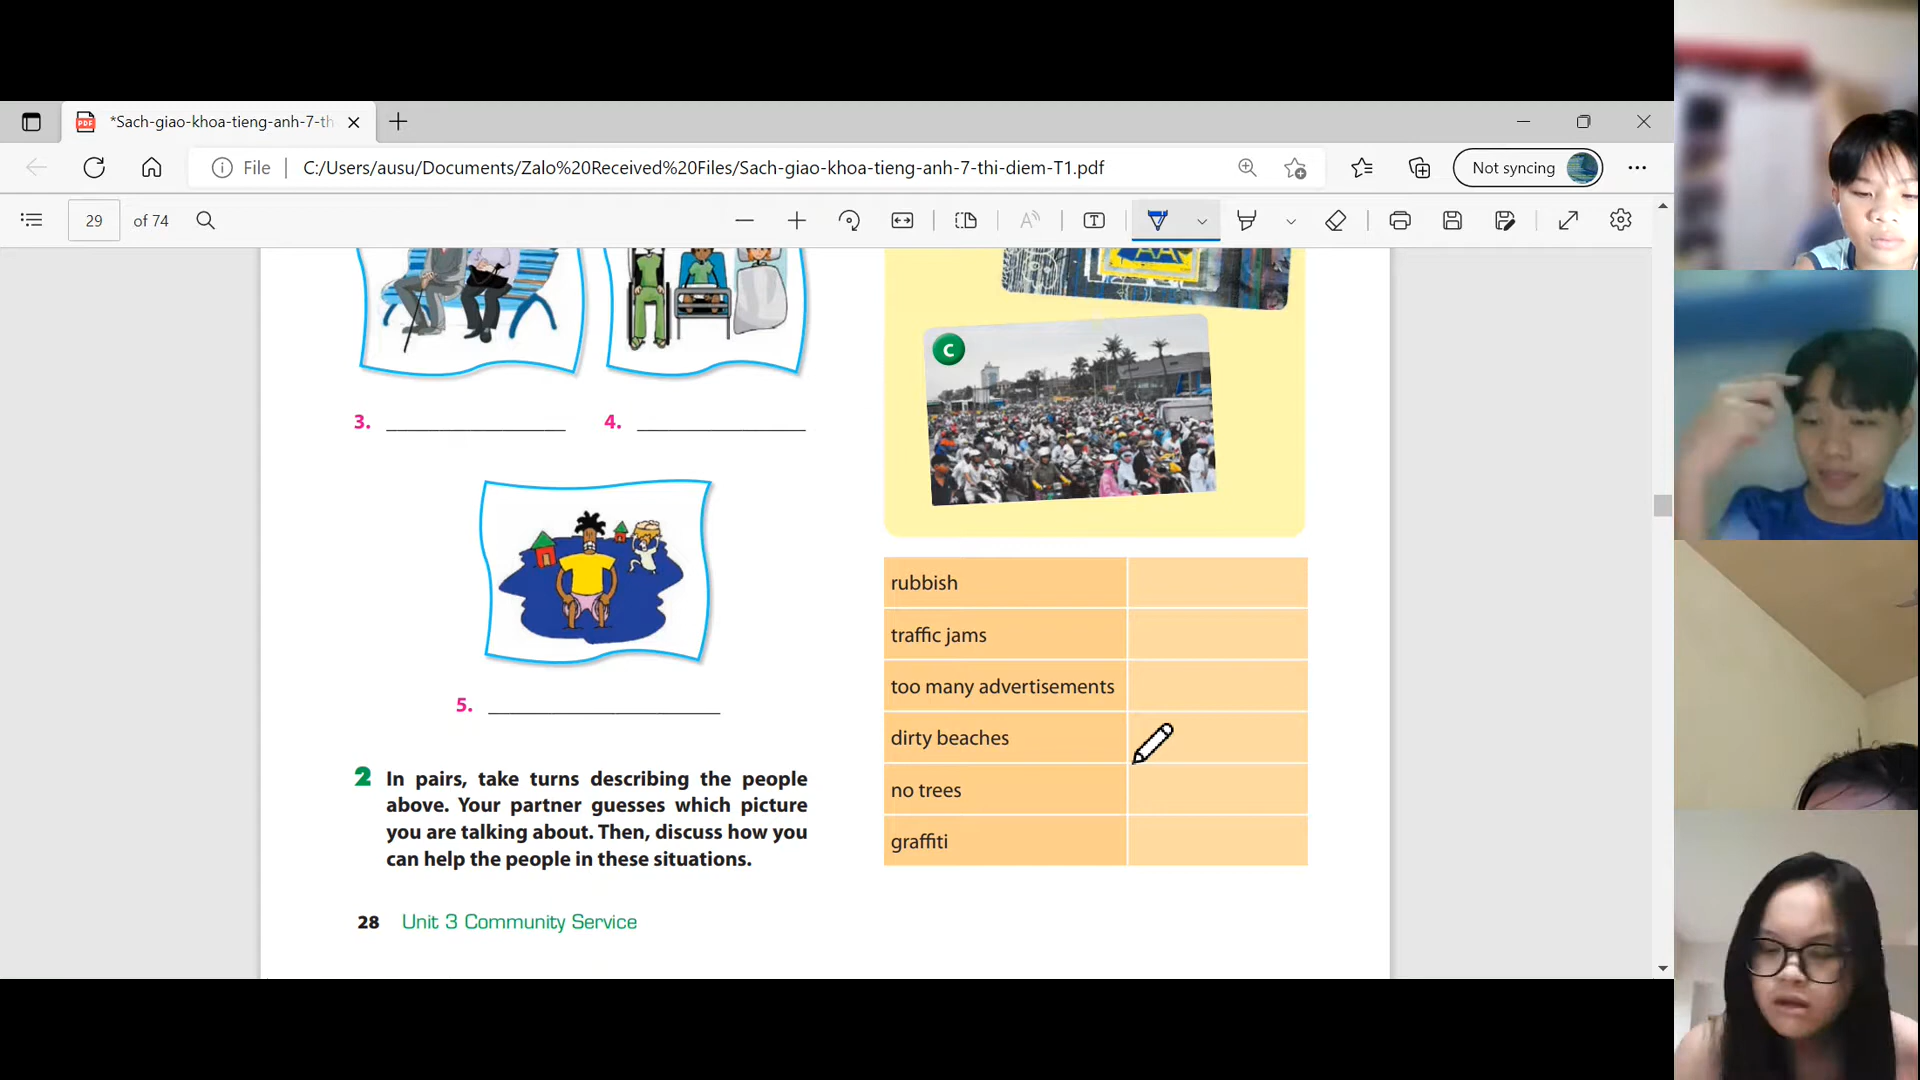 *Sach-giao-khoa-tieng-anh-7-th
File
C:/Users/ausu/Documents/Zalo%20Received%20Files/Sach-giao-khoa-tieng-anh-7-thi-diem-T1.pdf
Not syncing
29 of 74
3. 
4. 
5. 
2 In pairs, take turns describing the people
above. Your partner guesses which picture
you are talking about. Then, discuss how you
can help the people in these situations.
28 Unit 3 Community Service
C
rubbish
traffic jams
too many advertisements
dirty beaches
no trees
graffiti